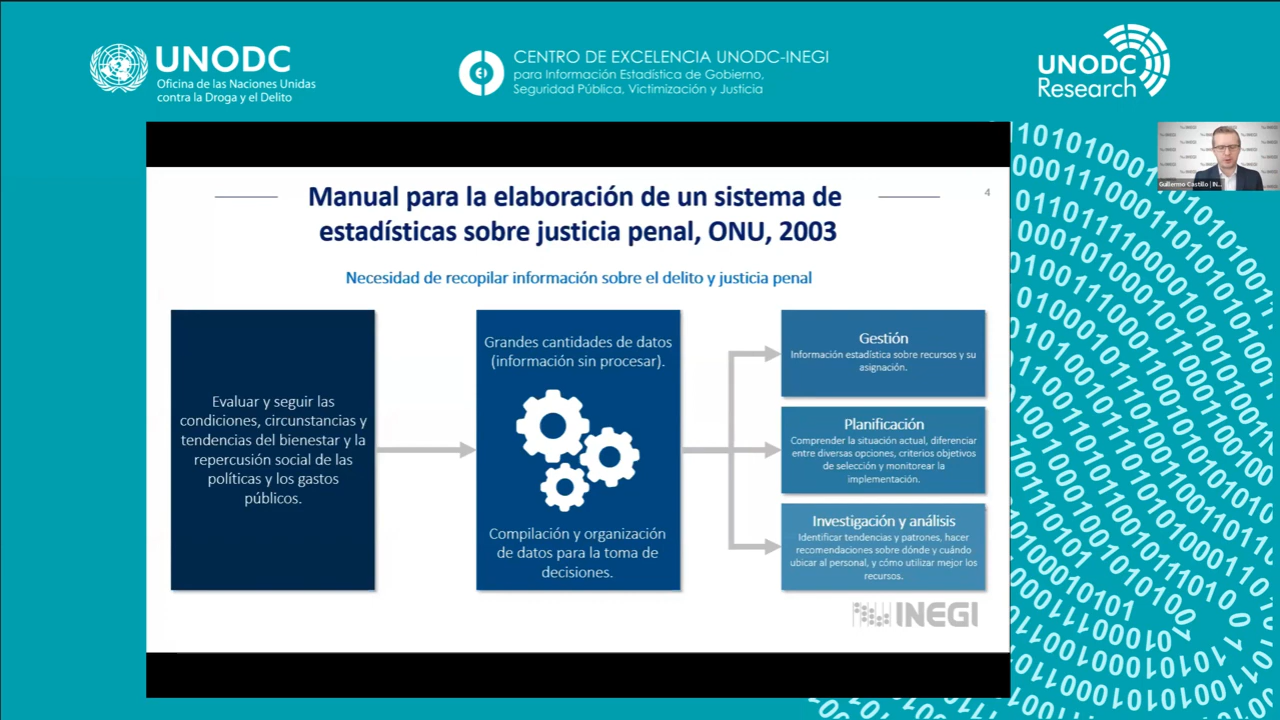 UNODC
Oficina de las Naciones Unidas
contra la Droga y el Delito
CENTRO DE EXCELENCIA UNODC-INEGI
para Información Estadística de Gobierno,
Seguridad Pública, Victimización y Justicia
UNODC
Research
Guillermo Castillo | IN...
4
Manual para la elaboración de un sistema de
estadísticas sobre justicia penal, ONU, 2003
Necesidad de recopilar información sobre el delito y justicia penal
Evaluar y seguir las
condiciones, circunstancias y
tendencias del bienestar y la
repercusión social de las
políticas y los gastos
públicos.
Grandes cantidades de datos
(información sin procesar).
Compilación y organización
de datos para la toma de
decisiones.
Gestión
Información estadística sobre recursos y su
asignación.
Planificación
Comprender la situación actual, diferenciar
entre diversas opciones, criterios objetivos
de selección y monitorear la
implementación.
Investigación y análisis
Identificar tendencias y patrones, hacer
recomendaciones sobre dónde y cuándo
ubicar al personal, y cómo utilizar mejor los
recursos.
INEGI